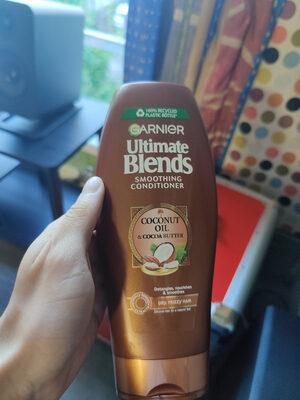 100% RECYCLED
PLASTIC BOTTLE*
GARNIER
Ultimate
Blends
SMOOTHING
CONDITIONER
COCONUT
OIL
& COCOA BUTTER
Detangles, nourishes
& smoothes
DRY, FRIZZY HAIR